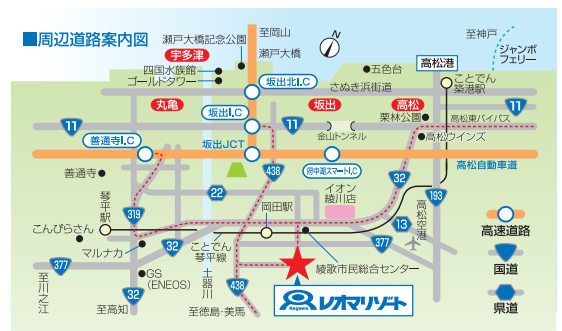 ■周辺道路案内図
瀬戸大橋記念公園
至岡山
瀬戸大橋
N
至神戸
ジャンボ
フェリー
宇多津
四国水族館
ゴールドタワー
坂出北I.C
五色台
さぬき浜街道
高松港
ことでん
築港駅
丸亀
坂出I.C
坂出
高松
栗林公園
11
11
11
金山トンネル
高松東バイパス
高松ウインズ
善通寺I.C
坂出JCT
府中湖スマートI.C
高松自動車道
善通寺
438
32
22
193
イオン
綾川店
琴平駅
319
岡田駅
13
高松空港
高速道路
こんぴらさん
マルナカ
32
ことでん
琴平線
377
国道
綾歌市民総合センター
377
GS
(ENEOS)
土器川
県道
至川之江
32
至高知
438
至徳島・美馬
Kagawa
レオマリゾート